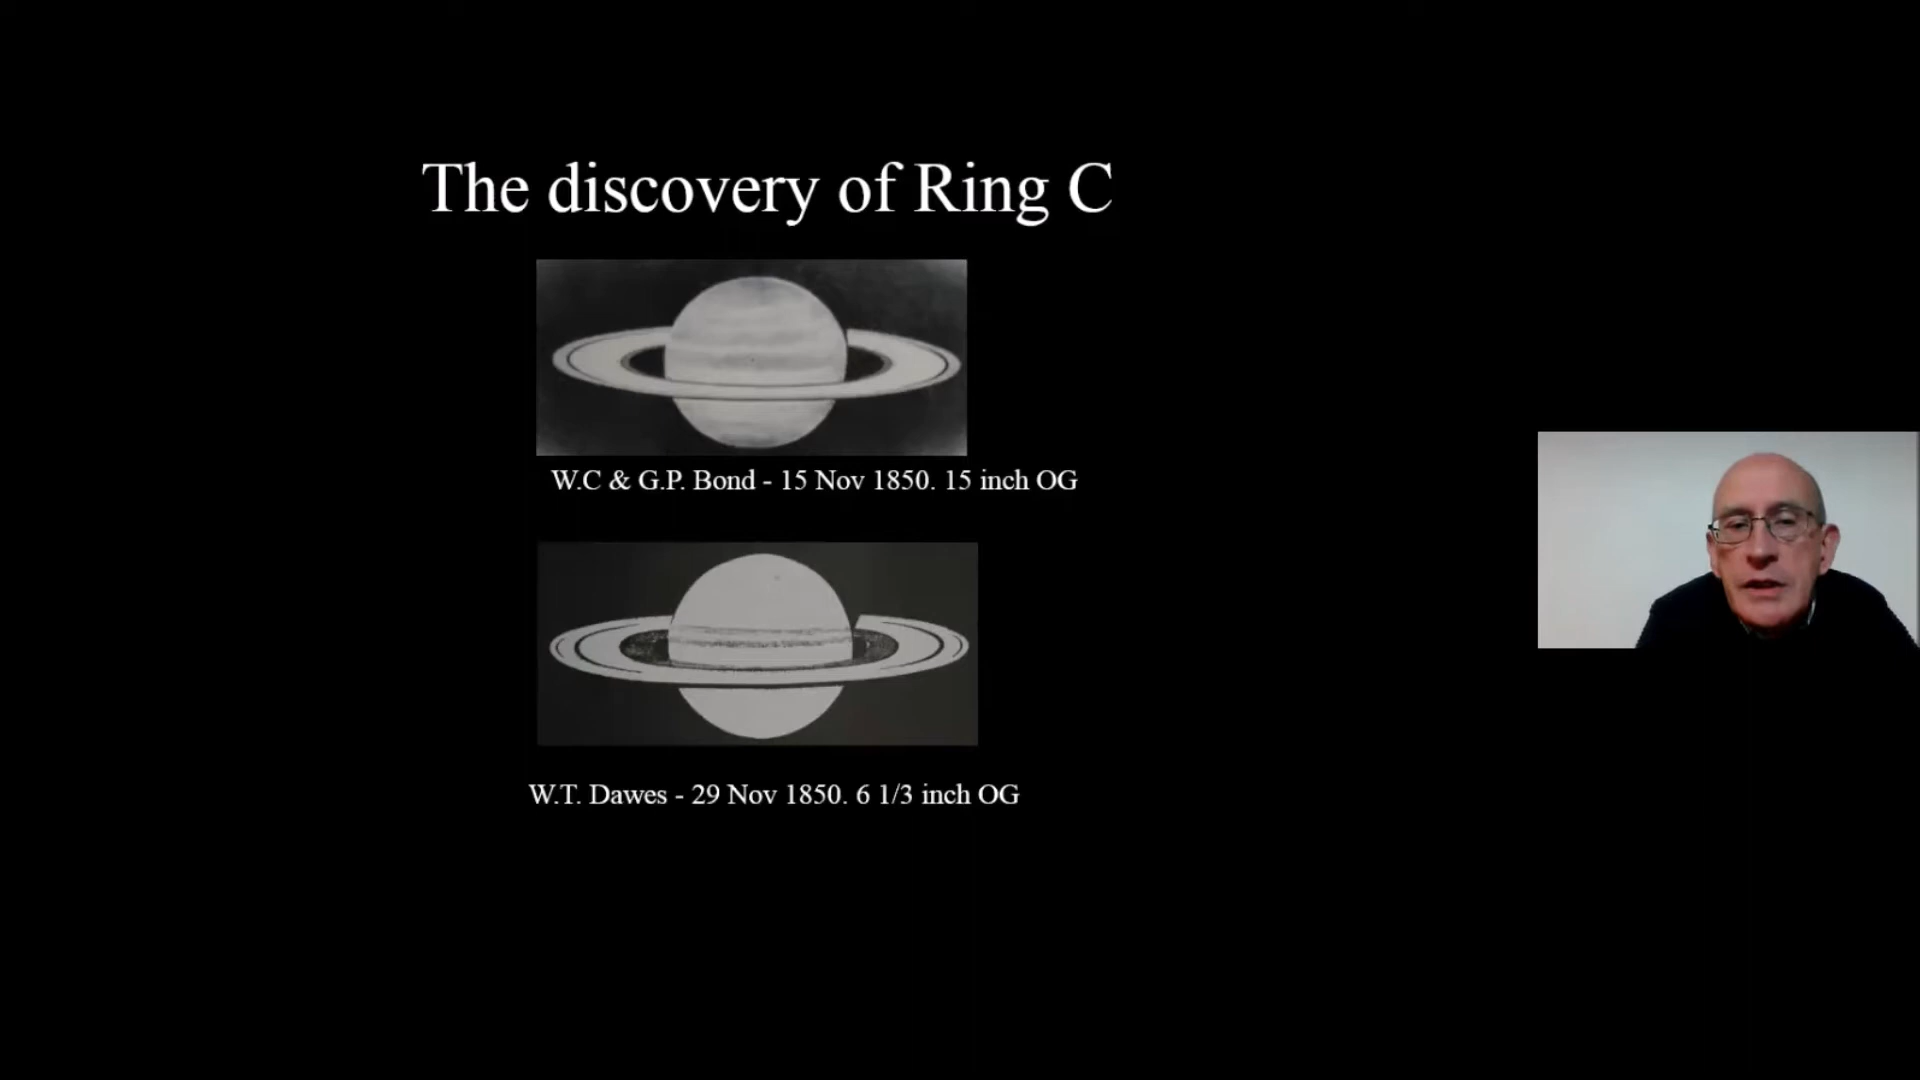 The discovery of Ring C
W.C & G.P. Bond - 15 Nov 1850. 15 inch OG
W.T. Dawes - 29 Nov 1850. 6 1/3 inch OG